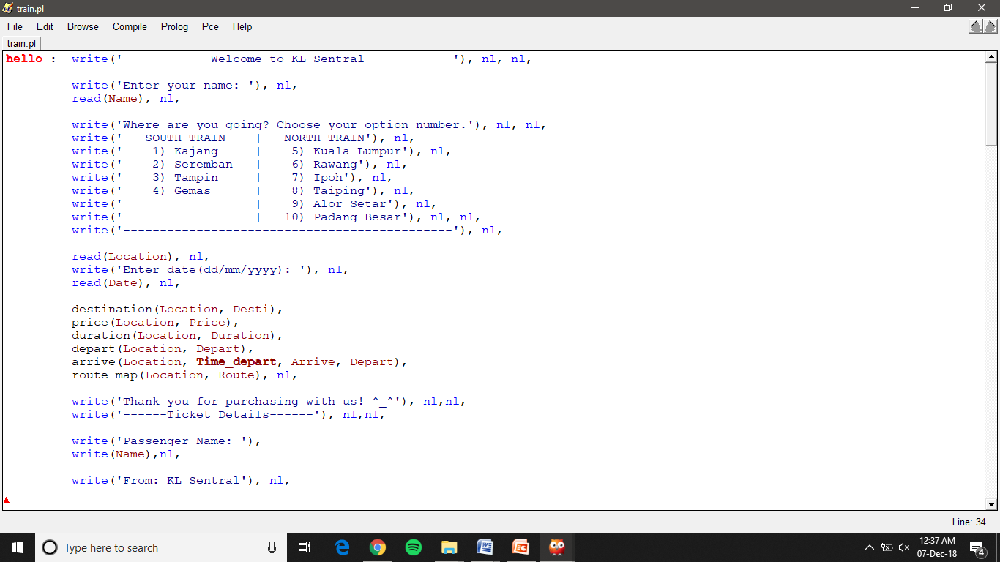 train.pl
File Edit Browse Compile Prolog Pce Help
train.pl
hello :- write('------------Welcome to KL Sentral------------'), nl, nl,
write('Enter your name: '), nl,
read(Name), nl,
write('Where are you going? Choose your option number.'), nl, nl,
write('   SOUTH TRAIN    |   NORTH TRAIN'), nl,
write('    1) Kajang     |    5) Kuala Lumpur'), nl,
write('    2) Seremban   |    6) Rawang'), nl,
write('    3) Tampin     |    7) Ipoh'), nl,
write('    4) Gemas      |    8) Taiping'), nl,
write('                  |    9) Alor Setar'), nl,
write('                  |   10) Padang Besar'), nl, nl,
write('---------------------------------------------'), nl,
read(Location), nl,
write('Enter date(dd/mm/yyyy): '), nl,
read(Date), nl,
destination(Location, Desti),
price(Location, Price),
duration(Location, Duration),
depart(Location, Depart),
arrive(Location, Time_depart, Arrive, Depart),
route_map(Location, Route), nl,
write('Thank you for purchasing with us! ^_^'), nl,nl,
write('------Ticket Details------'), nl,nl,
write('Passenger Name: '),
write(Name),nl,
write('From: KL Sentral'), nl,
Line: 34
Type here to search
12:37 AM
07-Dec-18
4